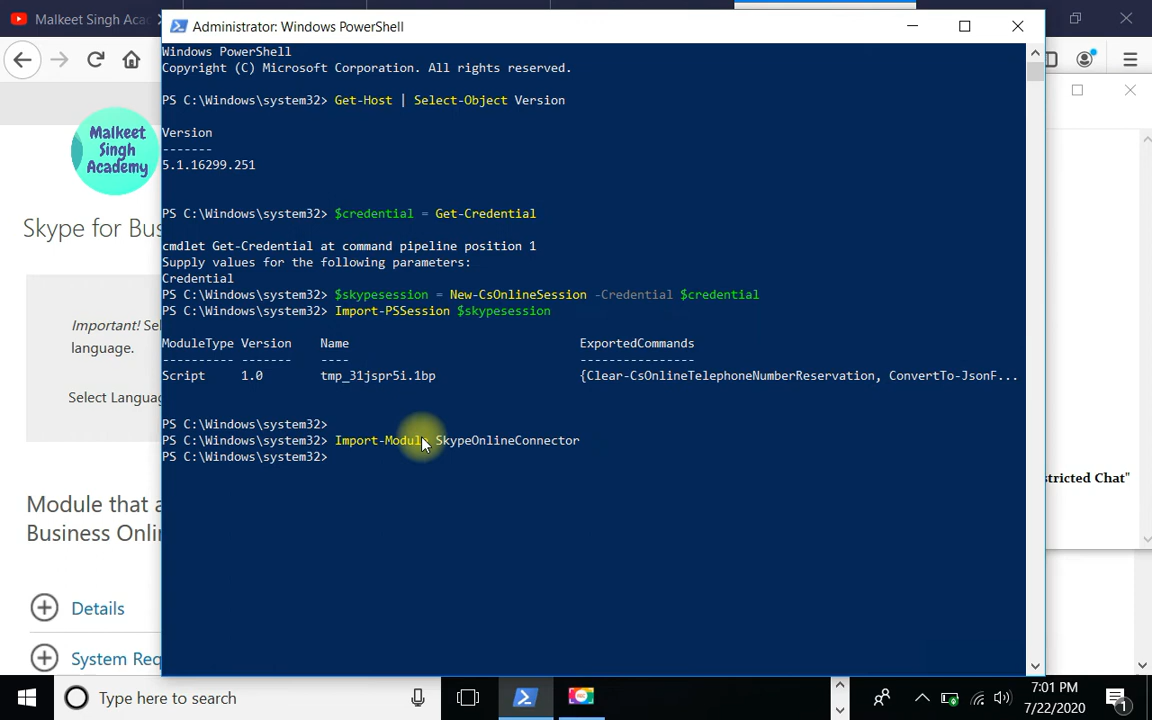 Malkeet Singh Aca
Administrator: Windows PowerShell
Windows PowerShell
Copyright (C) Microsoft Corporation. All rights reserved.
PS C:\Windows\system32> Get-Host | Select-Object Version
Version
-------
5.1.16299.251
PS C:\Windows\system32> $credential = Get-Credential
cmdlet Get-Credential at command pipeline position 1
Supply values for the following parameters:
Credential
PS C:\Windows\system32> $skypesession = New-CsOnlineSession -Credential $credential
PS C:\Windows\system32> Import-PSSession $skypesession
ModuleType Version Name ExportedCommands
---------- ------- ---- ----------------
Script 1.0 tmp_31jspr5i.1bp {Clear-CsOnlineTelephoneNumberReservation, ConvertTo-JsonF...
PS C:\Windows\system32>
PS C:\Windows\system32> Import-Module SkypeOnlineConnector
PS C:\Windows\system32>
Malkeet
Singh
Academy
Skype for Bus
Important! Sel
language.
Select Languag
Module that a
Business Onli
Details
System Req
stricted Chat"
Type here to search
7:01 PM
7/22/2020
1